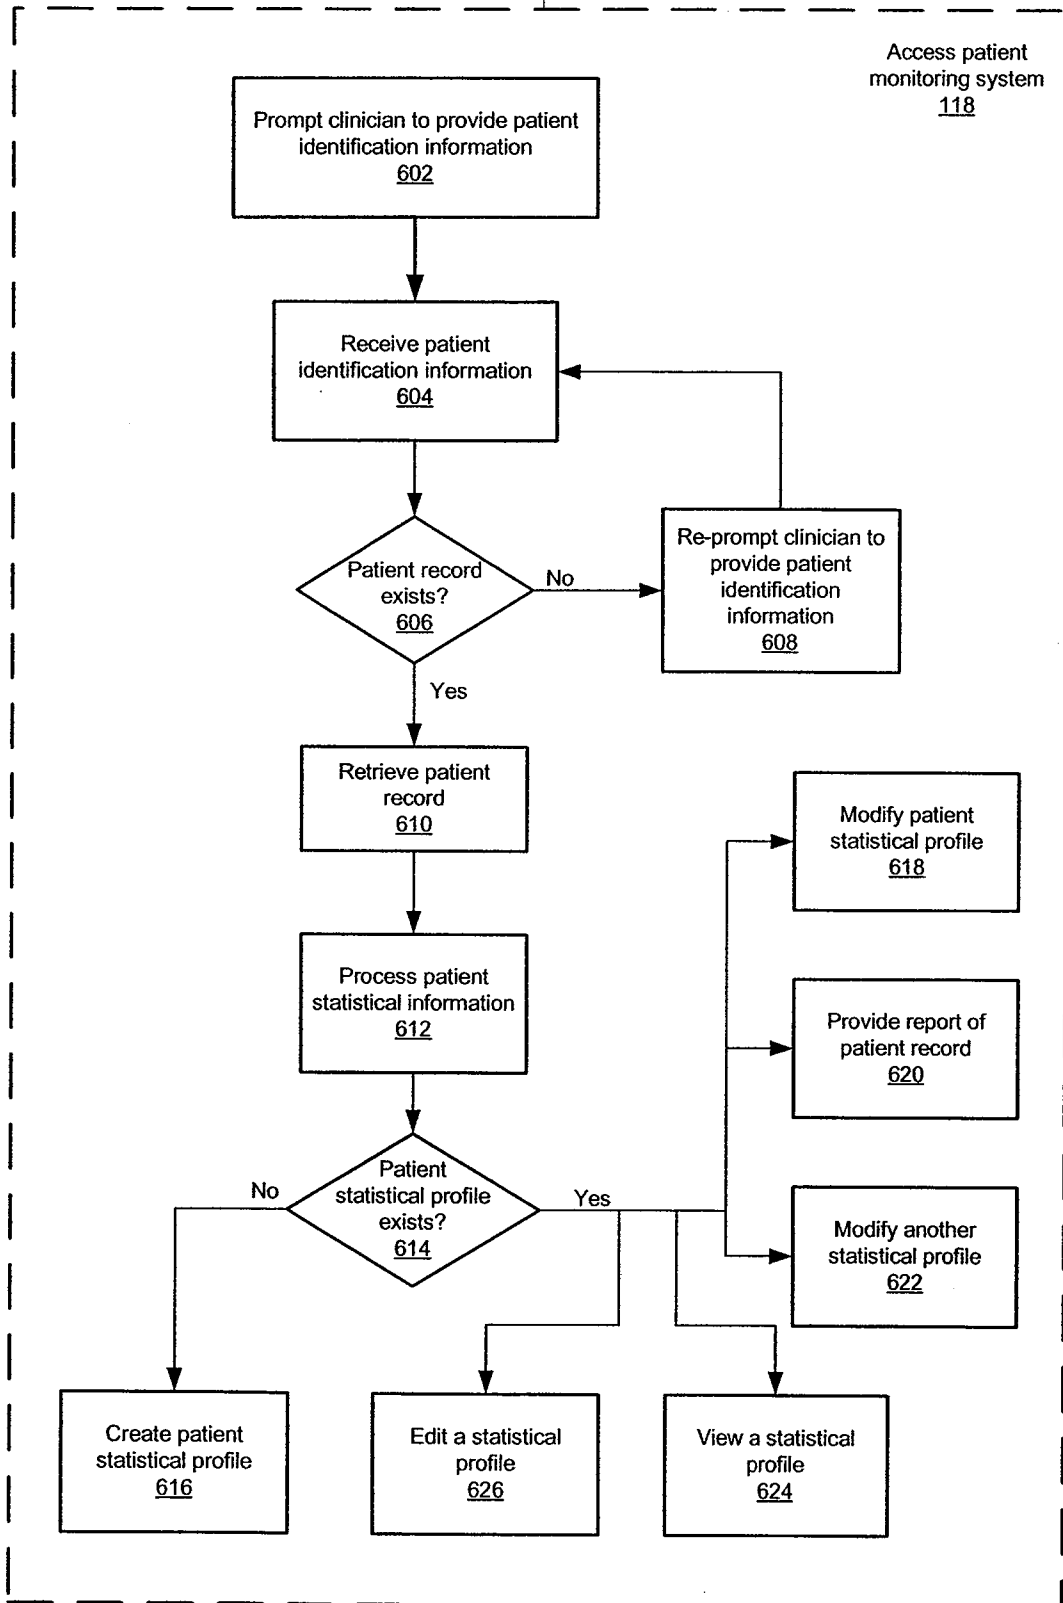 Access patient
monitoring system
118
Prompt clinician to provide patient
identification information
602
Receive patient
identification information
604
Patient record
exists?
606
No
Re-prompt clinician to
provide patient
identification
information
608
Yes
Retrieve patient
record
610
Modify patient
statistical profile
618
Process patient
statistical information
612
Provide report of
patient record
620
Patient
statistical profile
exists?
614
No
Yes
Modify another
statistical profile
622
Create patient
statistical profile
616
Edit a statistical
profile
626
View a statistical
profile
624